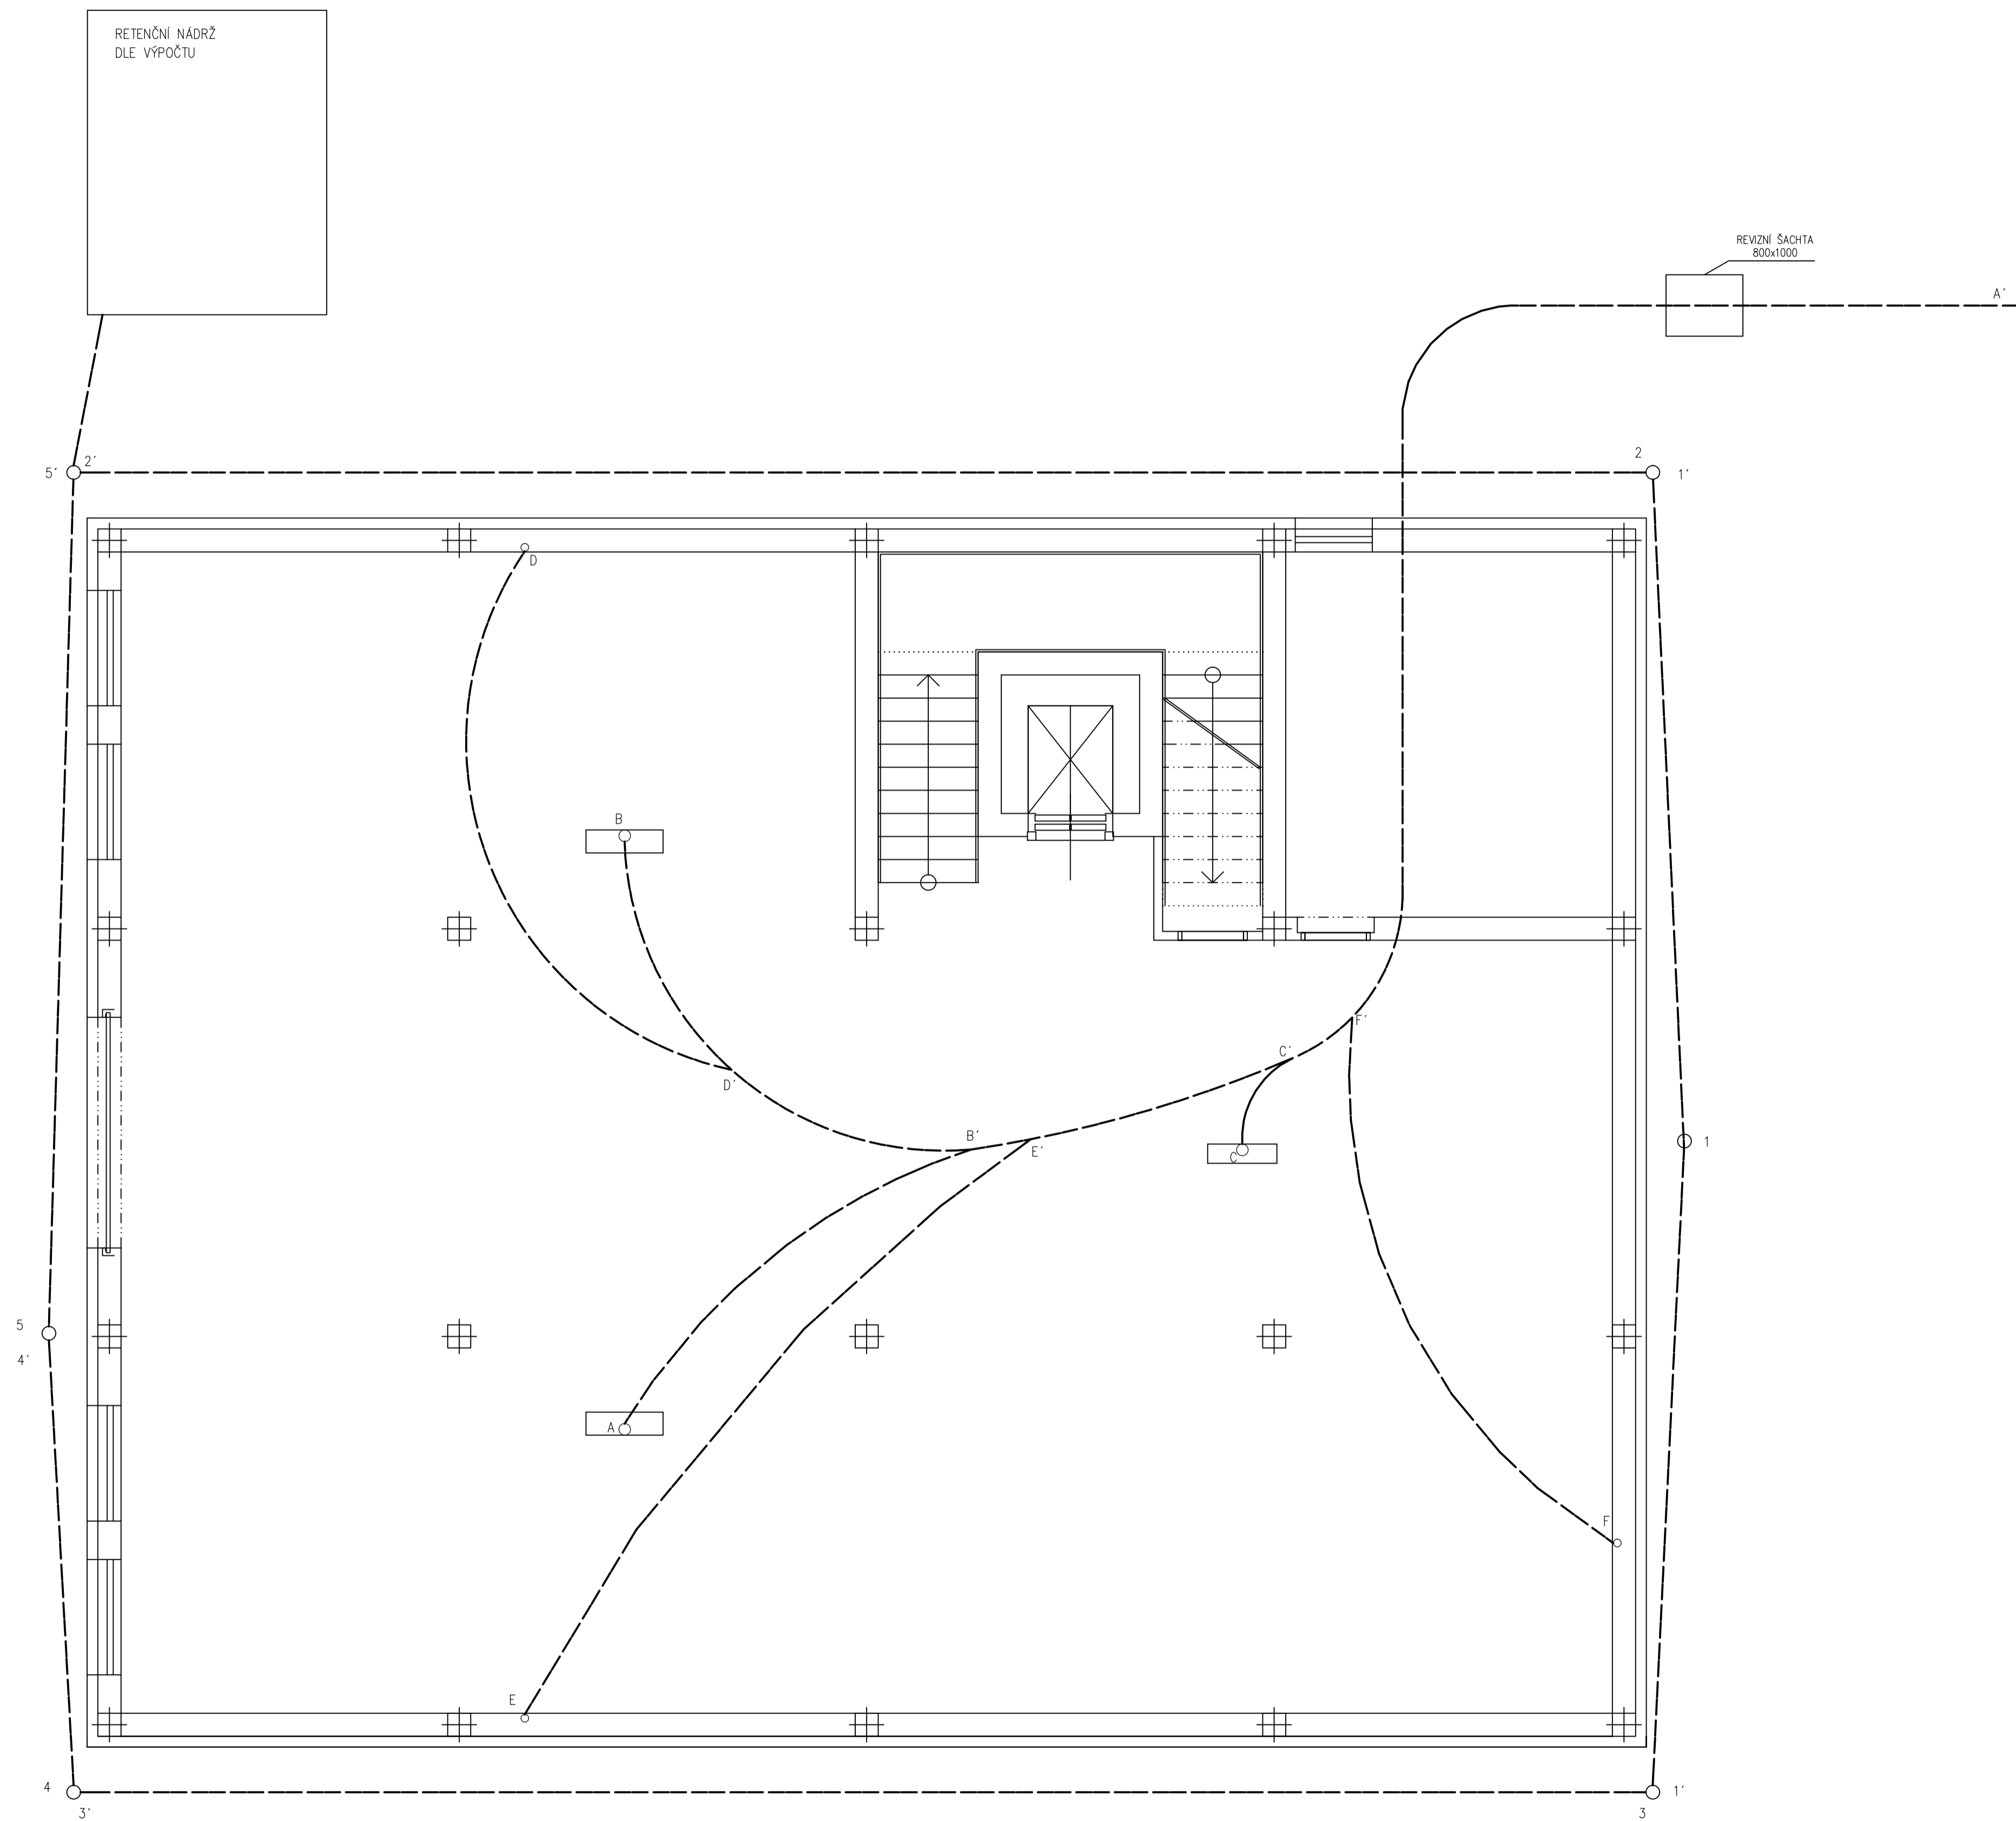 RETENČNÍ NÁDRŽ
DLE VÝPOČTU
REVIZNÍ ŠACHTA
800x1000
A´
2
5´
2´
1´
D
B
F´
C´
D´
B´
E´
C
1
5
4´
A
F
E
4
3´
1´
3